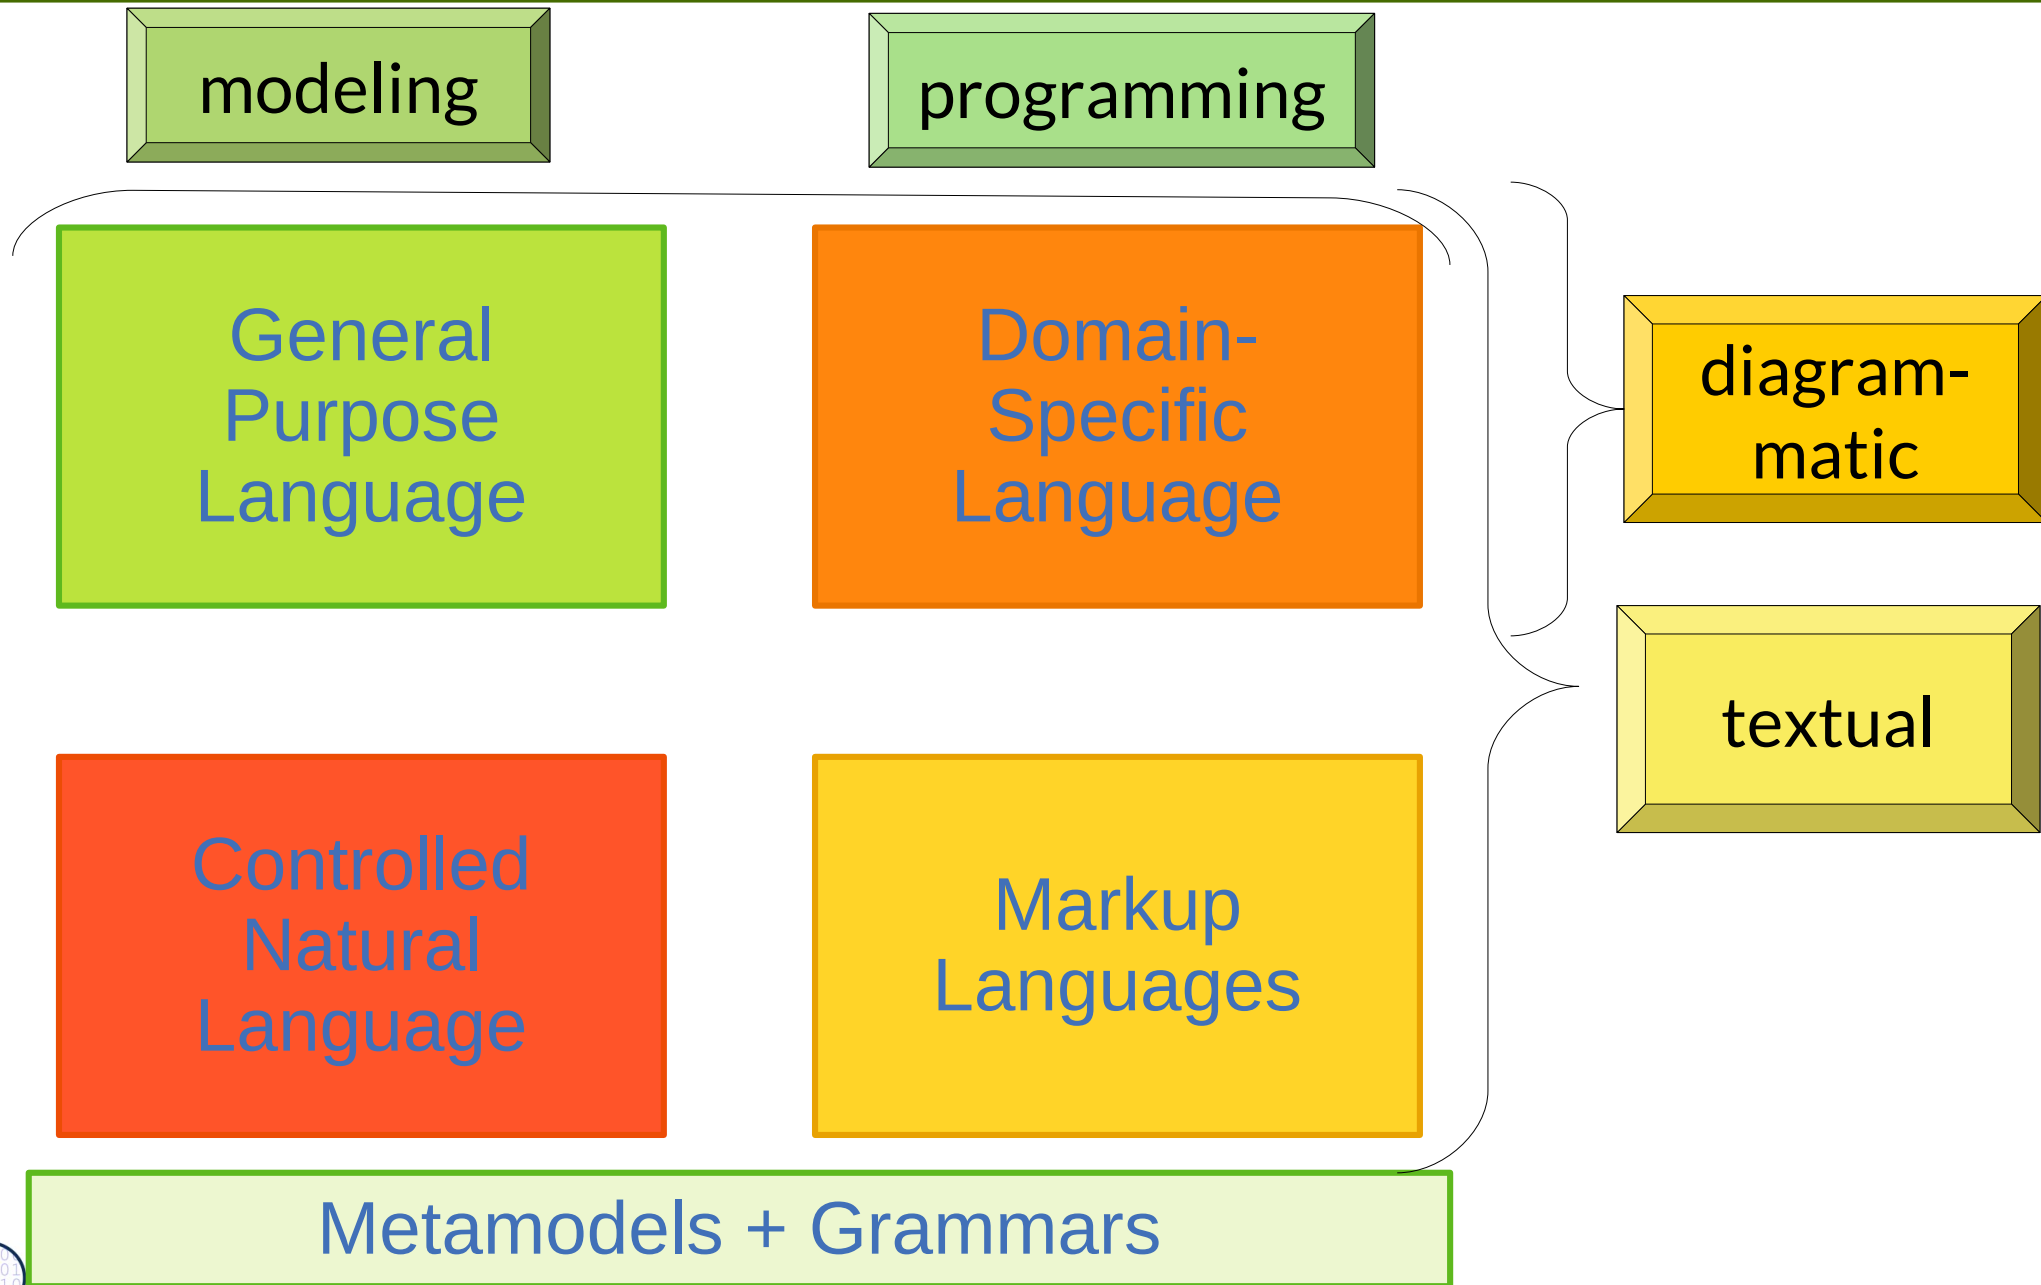 modeling
programming
General
Purpose
Language
Domain-
Specific
Language
diagram-
matic
textual
Controlled
Natural
Language
Markup
Languages
Metamodels + Grammars